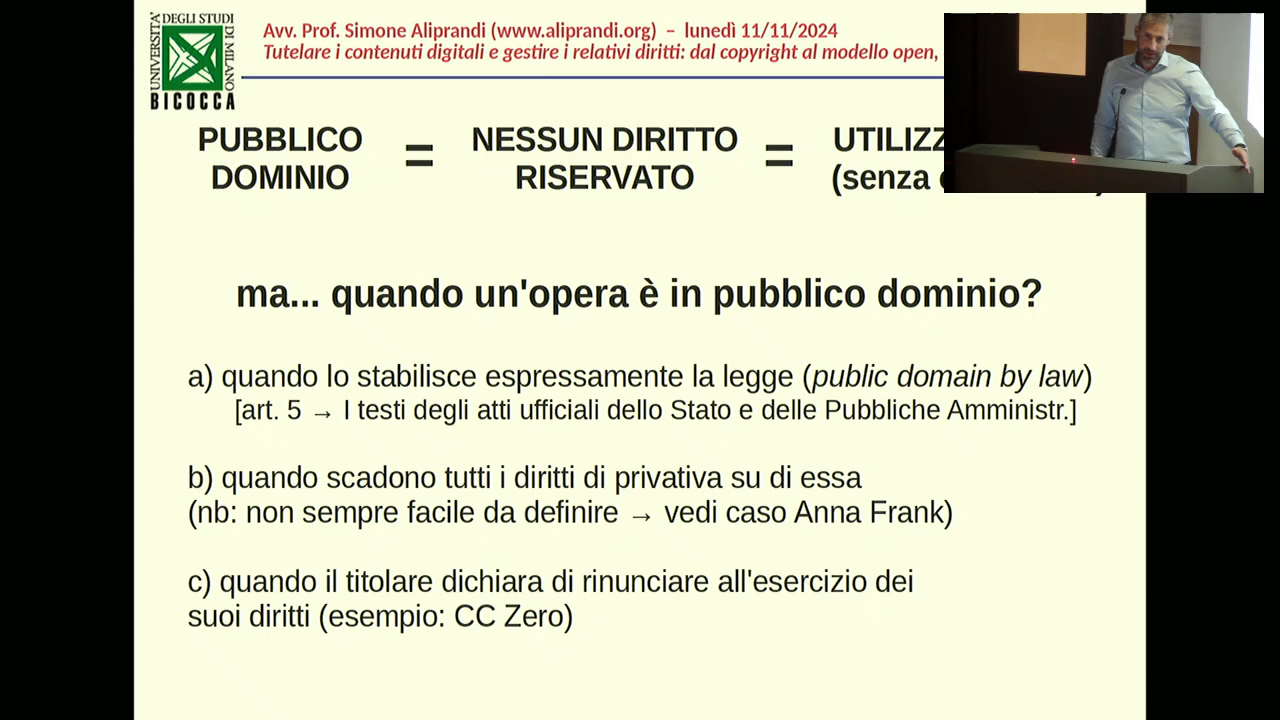 UNIVERSITA' DEGLI STUDI DI MILANO
BICOCCA
Avv. Prof. Simone Aliprandi (www.aliprandi.org) – lunedì 11/11/2024
Tutelare i contenuti digitali e gestire i relativi diritti: dal copyright al modello open,
PUBBLICO DOMINIO = NESSUN DIRITTO RISERVATO =
(senza
ma... quando un'opera è in pubblico dominio?
a) quando lo stabilisce espressamente la legge (public domain by law)
[art. 5 → I testi degli atti ufficiali dello Stato e delle Pubbliche Amministr.]
b) quando scadono tutti i diritti di privativa su di essa
(nb: non sempre facile da definire → vedi caso Anna Frank)
c) quando il titolare dichiara di rinunciare all'esercizio dei
suoi diritti (esempio: CC Zero)